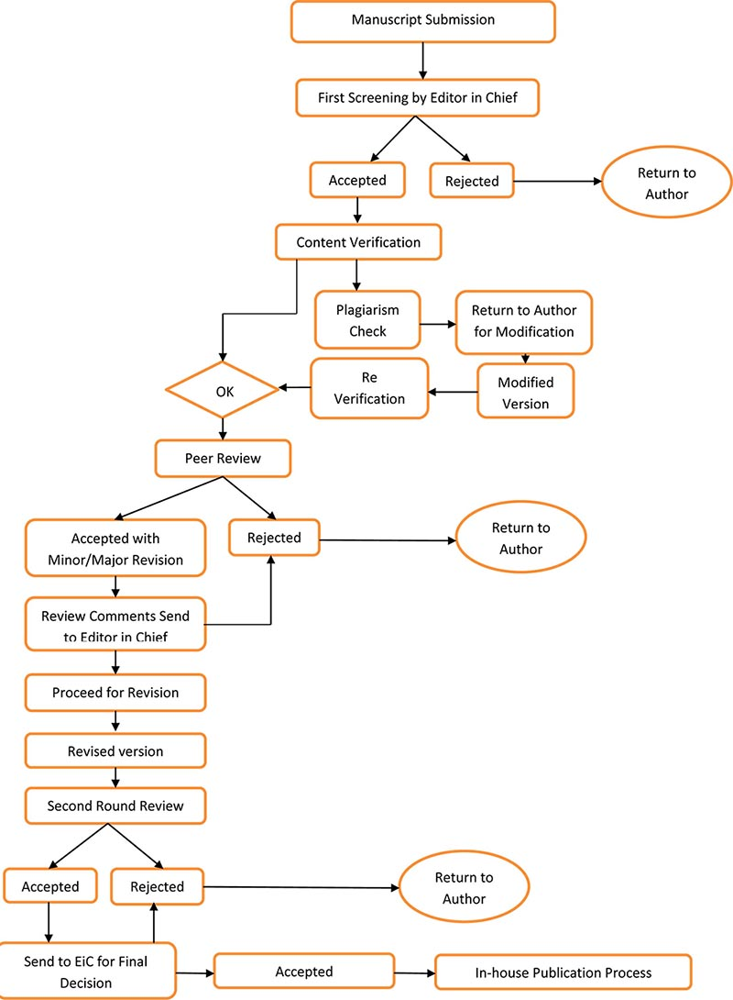 Manuscript Submission
First Screening by Editor in Chief
Accepted
Rejected
Return to
Author
Content Verification
Plagiarism
Check
Return to Author
for Modification
OK
Re
Verification
Modified
Version
Peer Review
Accepted with
Minor/Major Revision
Rejected
Return to
Author
Review Comments Send
to Editor in Chief
Proceed for Revision
Revised version
Second Round Review
Accepted
Rejected
Return to
Author
Send to EiC for Final
Decision
Accepted
In-house Publication Process